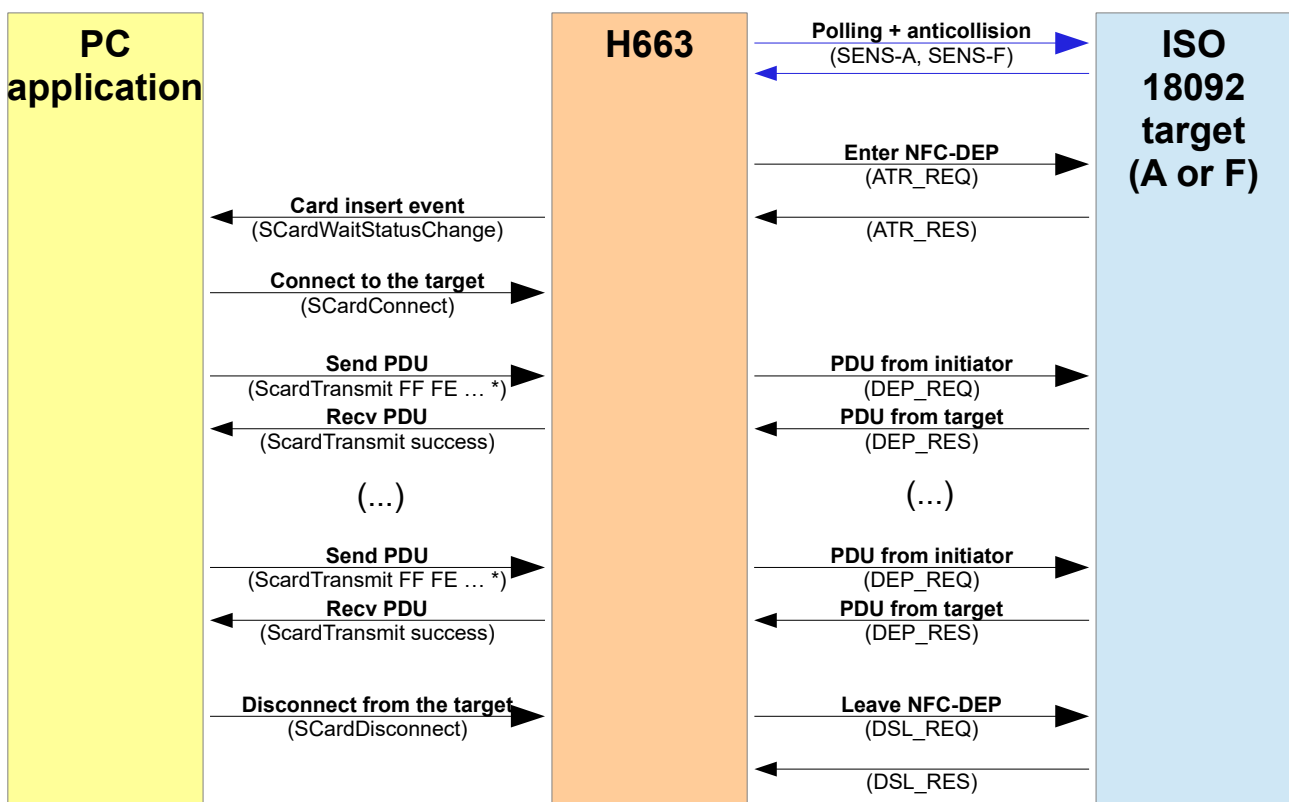 PC
application
H663
ISO
18092
target
(A or F)
Polling + anticollision
(SENS-A, SENS-F)
Enter NFC-DEP
(ATR_REQ)
Card insert event
(SCardWaitStatusChange)
(ATR_RES)
Connect to the target
(SCardConnect)
Send PDU
(ScardTransmit FF FE … *)
PDU from initiator
(DEP_REQ)
Recv PDU
(ScardTransmit success)
PDU from target
(DEP_RES)
(...)
(...)
Send PDU
(ScardTransmit FF FE … *)
PDU from initiator
(DEP_REQ)
Recv PDU
(ScardTransmit success)
PDU from target
(DEP_RES)
Disconnect from the target
(SCardDisconnect)
Leave NFC-DEP
(DSL_REQ)
(DSL_RES)